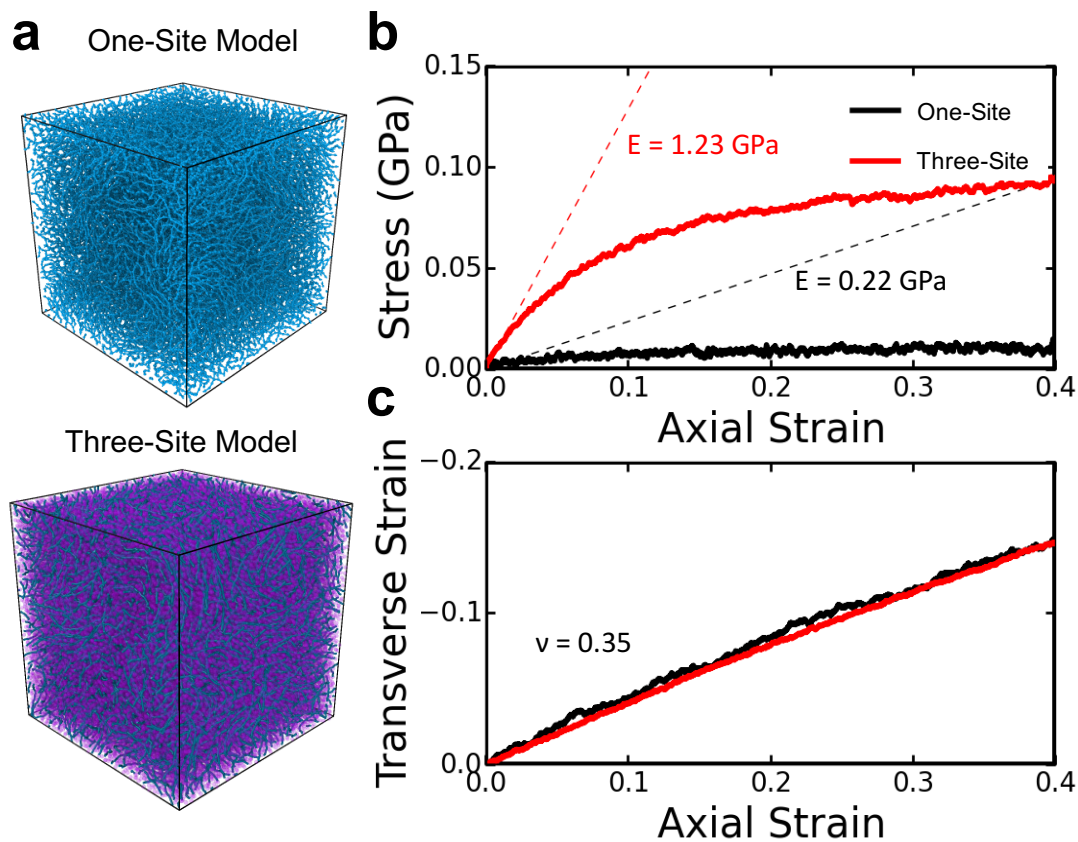 a
One-Site Model
Three-Site Model
b
0.15
0.10
0.05
0.00
Stress (GPa)
One-Site
Three-Site
E = 1.23 GPa
E = 0.22 GPa
0.0 0.1 0.2 0.3 0.4
Axial Strain
c
−0.2
−0.1
0.0
Transverse Strain
ν = 0.35
0.0 0.1 0.2 0.3 0.4
Axial Strain